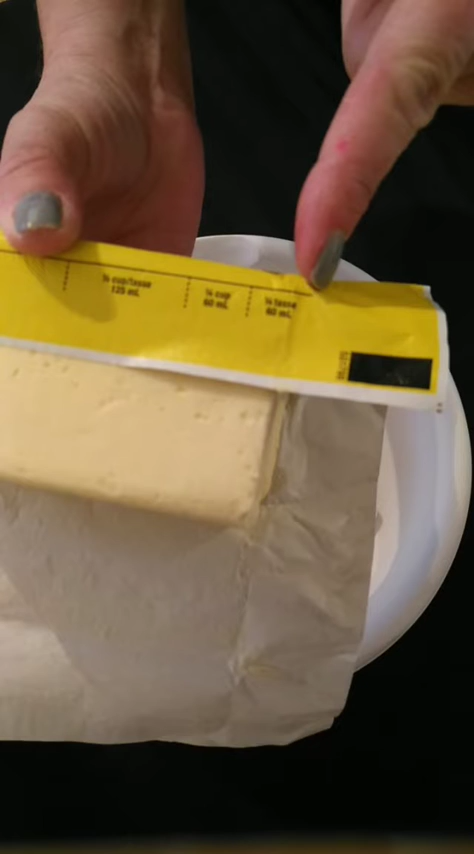 ½ cup/tasse
125 mL
¼ cup
60 mL
¼ tasse
60 mL